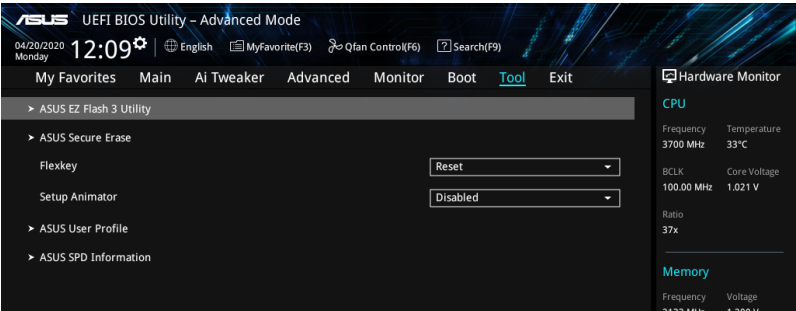 ASUS UEFI BIOS Utility – Advanced Mode
04/20/2020 Monday 12:09 English MyFavorite(F3) Qfan Control(F6) ? Search(F9)
My Favorites Main Ai Tweaker Advanced Monitor Boot Tool Exit
Hardware Monitor
ASUS EZ Flash 3 Utility
ASUS Secure Erase
Flexkey Reset
Setup Animator Disabled
ASUS User Profile
ASUS SPD Information
CPU
Frequency Temperature
3700 MHz 33°C
BCLK Core Voltage
100.00 MHz 1.021 V
Ratio
37x
Memory
Frequency Voltage